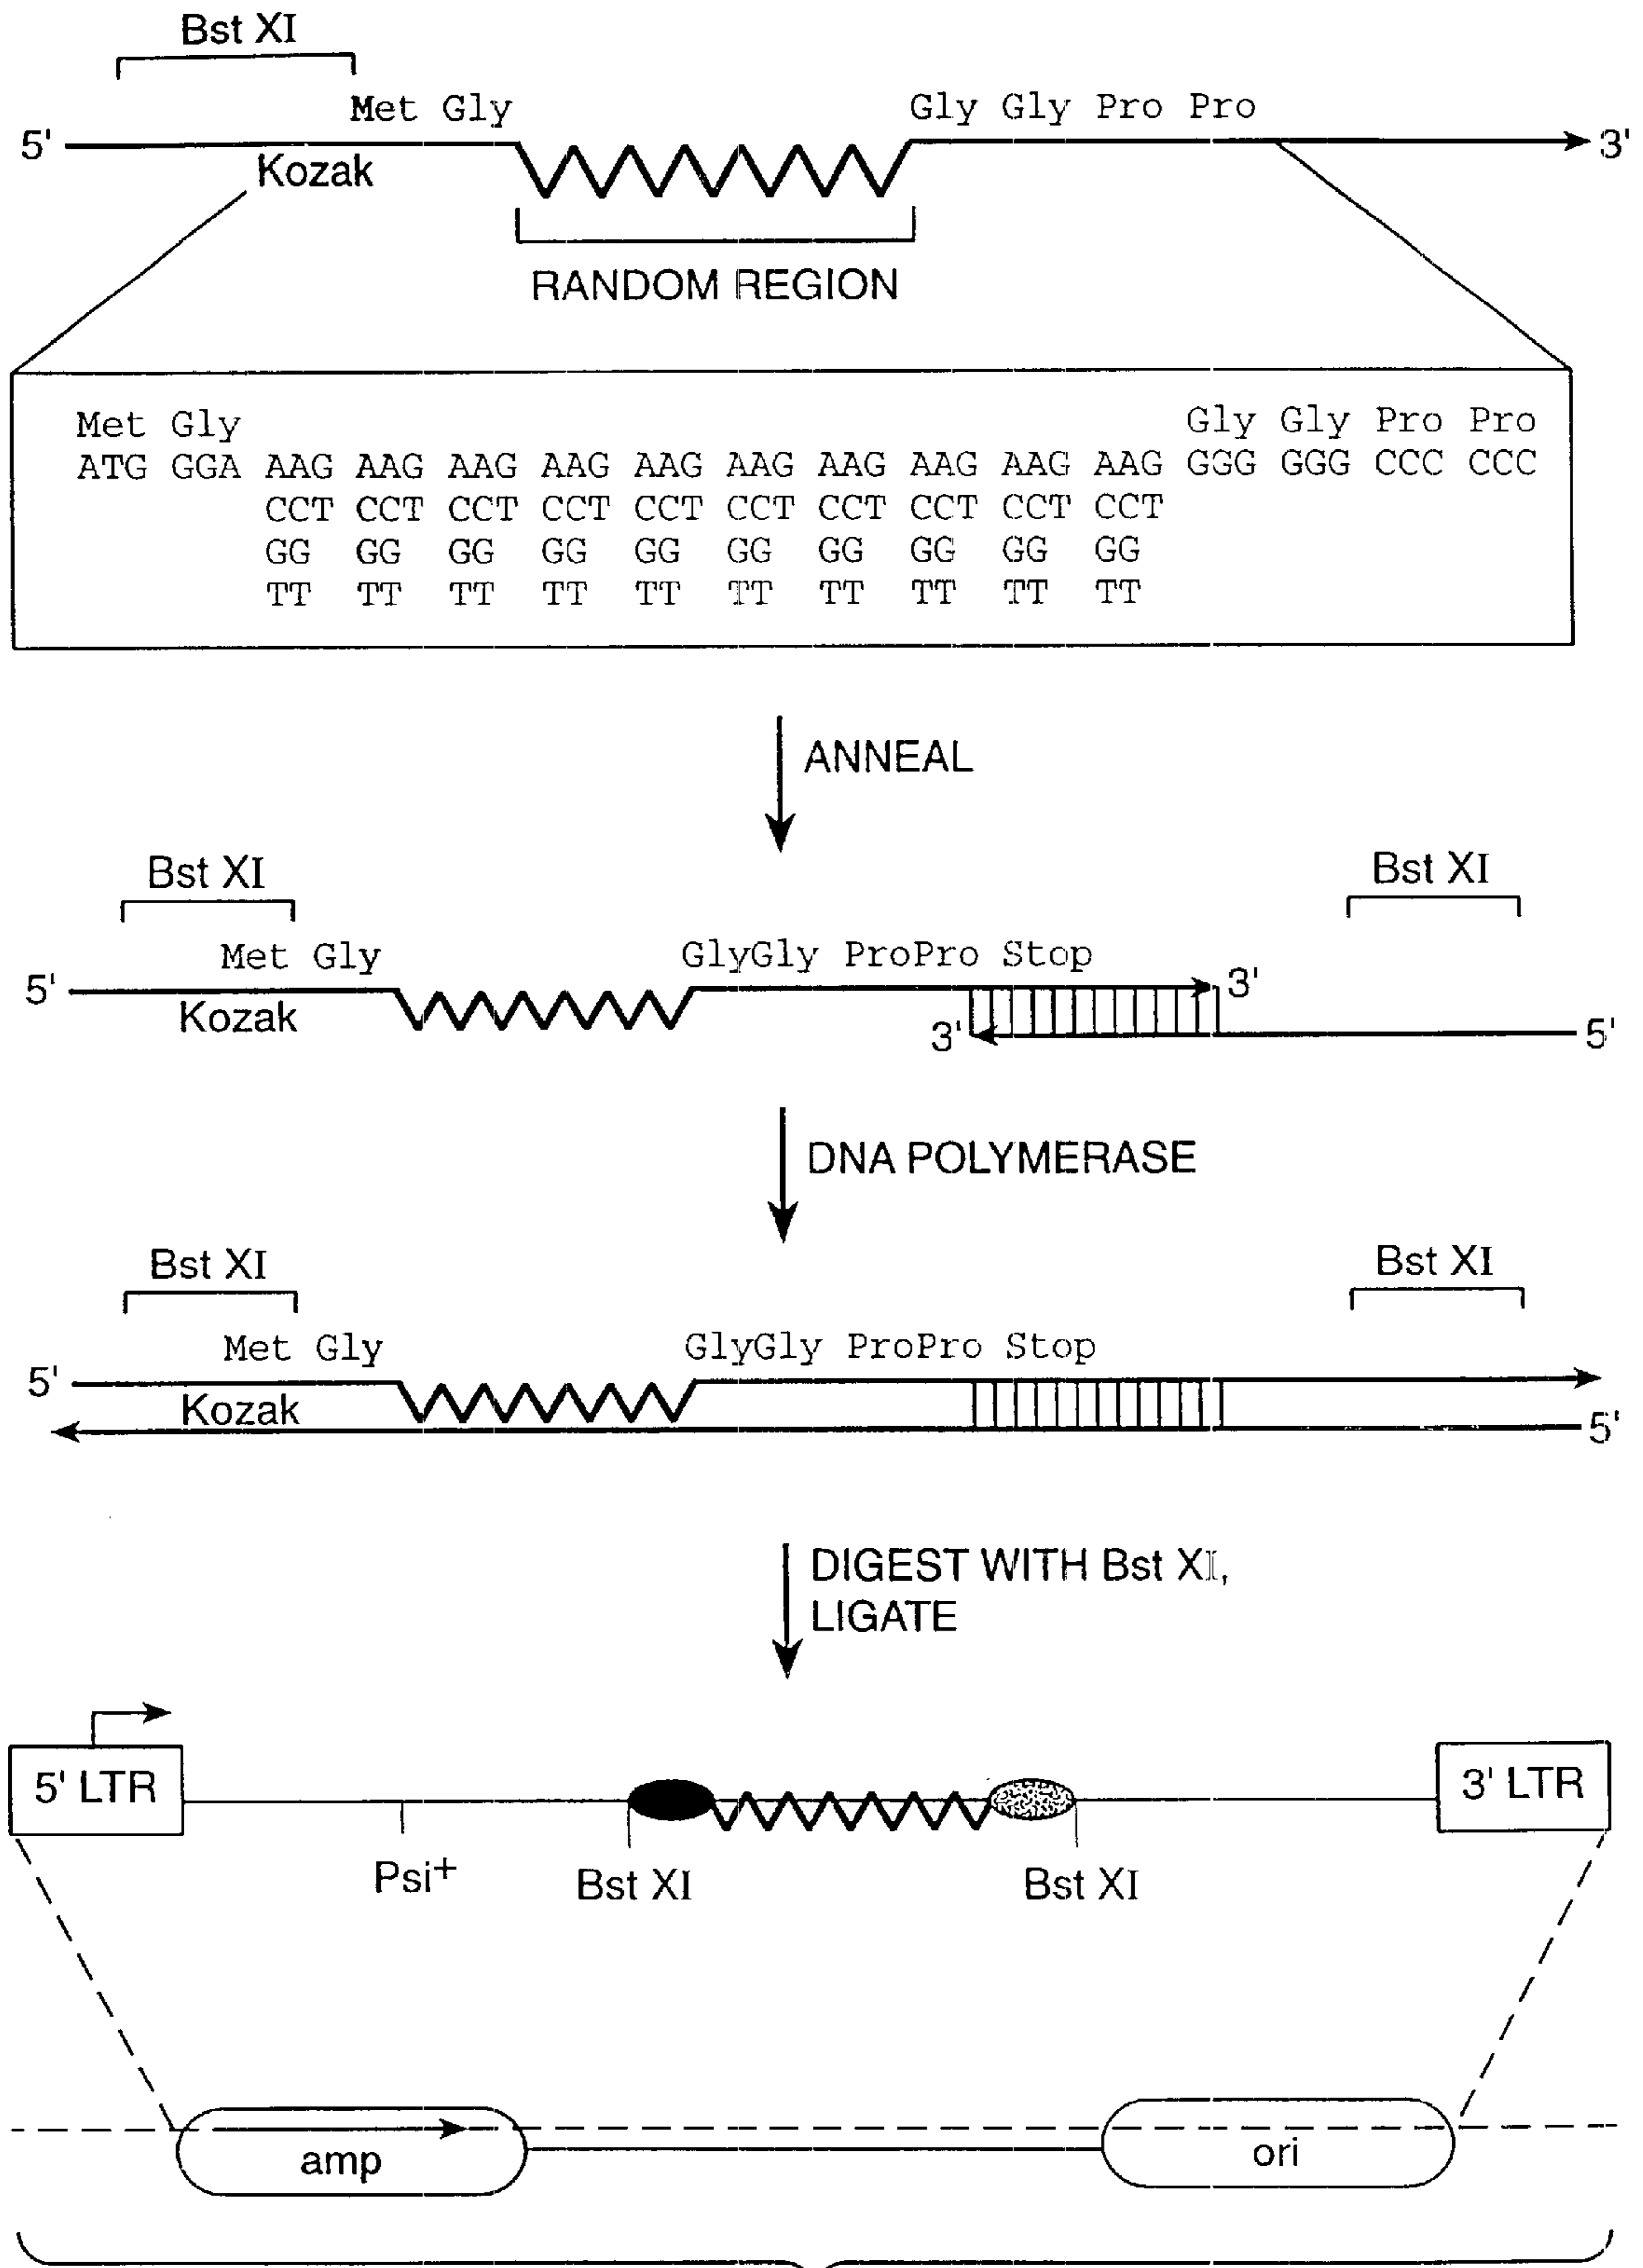 Bst XI
Met Gly Gly Gly Pro Pro
5' 3'
Kozak
RANDOM REGION
Met Gly Gly Gly Pro Pro
ATG GGA AAG AAG AAG AAG AAG AAG AAG AAG AAG AAG GGG GGG CCC CCC
CCT CCT CCT CCT CCT CCT CCT CCT CCT CCT
GG GG GG GG GG GG GG GG GG GG
TT TT TT TT TT TT TT TT TT TT
ANNEAL
Bst XI Bst XI
Met Gly GlyGly ProPro Stop
5' 3'
Kozak
3' 5'
DNA POLYMERASE
Bst XI Bst XI
Met Gly GlyGly ProPro Stop
5'
Kozak
5'
DIGEST WITH Bst XI,
LIGATE
5' LTR 3' LTR
Psi+ Bst XI Bst XI
amp ori